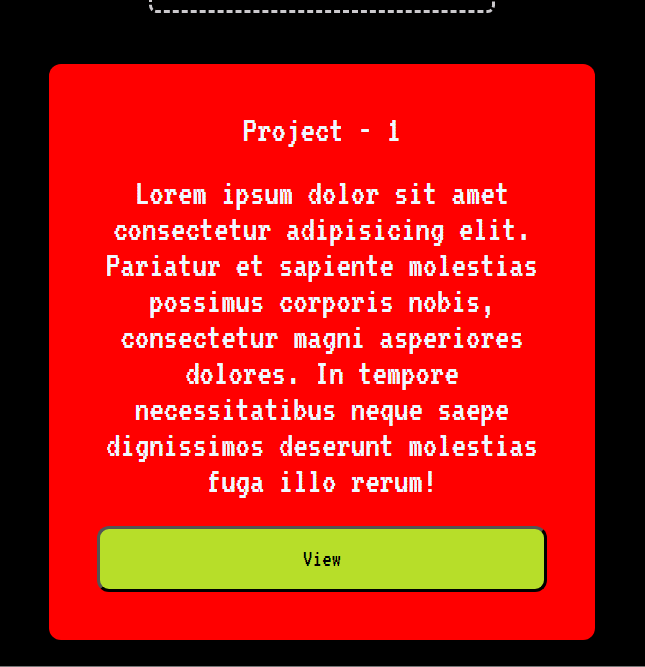 Project - 1
Lorem ipsum dolor sit amet
consectetur adipisicing elit.
Pariatur et sapiente molestias
possimus corporis nobis,
consectetur magni asperiores
dolores. In tempore
necessitatibus neque saepe
dignissimos deserunt molestias
fuga illo rerum!
View